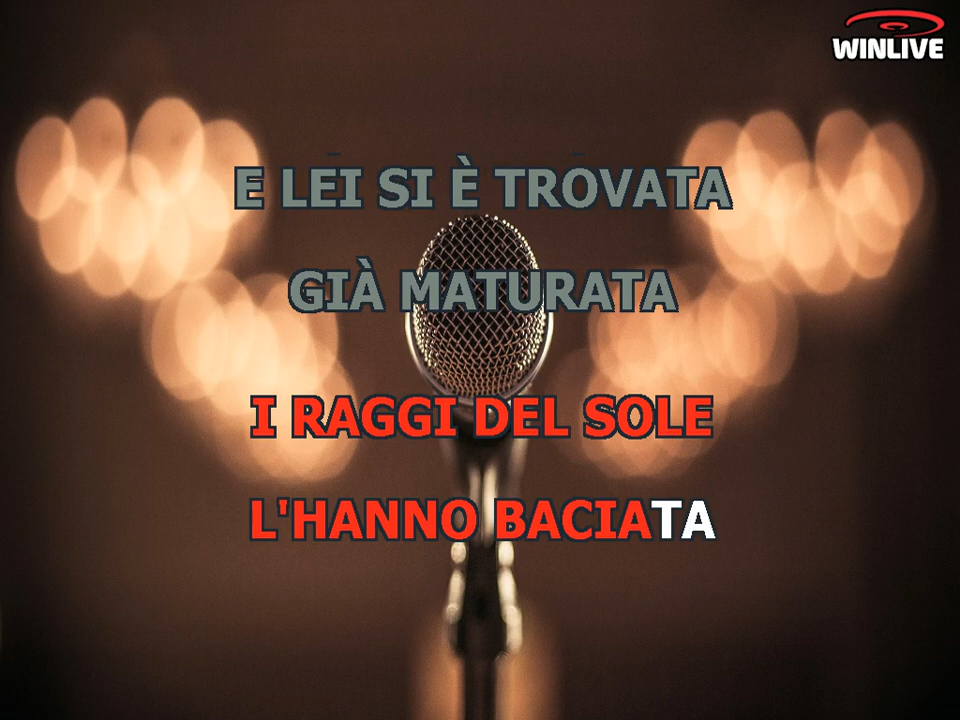 WINLIVE
E LEI SI È TROVATA
GIÀ MATURATA
I RAGGI DEL SOLE
L'HANNO BACIATA